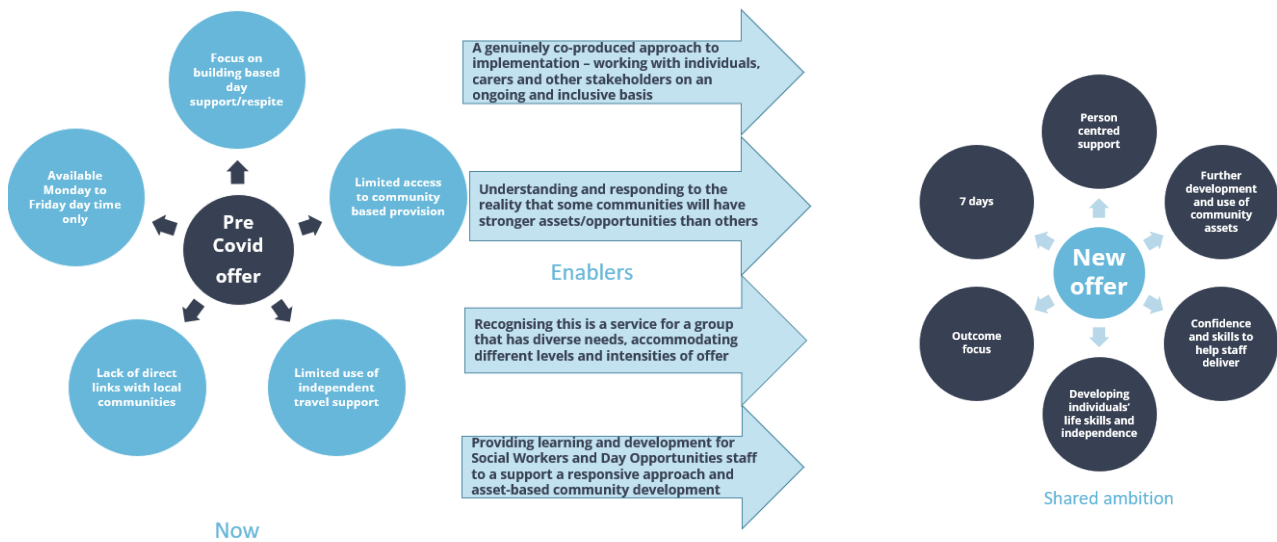 Focus on
building based
day
support/respite
Available
Monday to
Friday day time
only
Limited access
to community
based provision
Pre
Covid
offer
Lack of direct
links with local
communities
Limited use of
independent
travel support
Now
A genuinely co-produced approach to
implementation – working with individuals,
carers and other stakeholders on an
ongoing and inclusive basis
Understanding and responding to the
reality that some communities will have
stronger assets/opportunities than others
Enablers
Recognising this is a service for a group
that has diverse needs, accommodating
different levels and intensities of offer
Providing learning and development for
Social Workers and Day Opportunities staff
to a support a responsive approach and
asset-based community development
Person
centred
support
7 days
Further
development
and use of
community
assets
New
offer
Outcome
focus
Confidence
and skills to
help staff
deliver
Developing
individuals’
life skills and
independence
Shared ambition